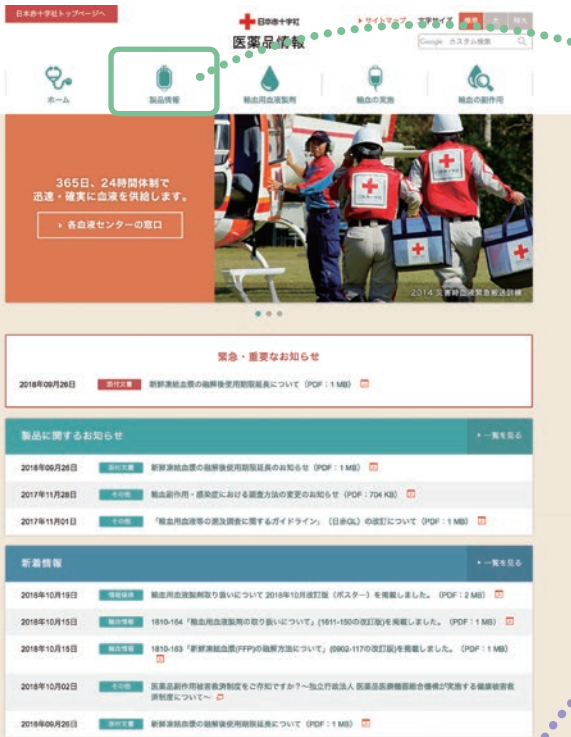 日本赤十字社トップページへ
日本赤十字社
医薬品情報
サイトマップ 文字サイズ 標準 大 特大
Google カスタム検索
ホーム
製品情報
輸血用血液製剤
輸血の実施
輸血の副作用
365日、24時間体制で
迅速・確実に血液を供給します。
各血液センターの窓口
2014 災害時血液緊急搬送訓練
緊急・重要なお知らせ
2018年09月26日 添付文書 新鮮凍結血漿の融解後使用期限延長について（PDF：1 MB）
製品に関するお知らせ 一覧を見る
2018年09月26日 添付文書 新鮮凍結血漿の融解後使用期限延長のお知らせ（PDF：1 MB）
2017年11月28日 その他 輸血副作用・感染症における調査方法の変更のお知らせ（PDF：704 KB）
2017年11月01日 その他 「輸血用血液等の遡及調査に関するガイドライン」（日赤GL）の改訂について（PDF：1 MB）
新着情報 一覧を見る
2018年10月19日 情報媒体 輸血用血液製剤取り扱いについて 2018年10月改訂版（ポスター）を掲載しました。（PDF：2 MB）
2018年10月15日 輸血情報 1810-164「輸血用血液製剤の取り扱いについて」(1611-150の改訂版)を掲載しました。（PDF：1 MB）
2018年10月15日 輸血情報 1810-163「新鮮凍結血漿(FFP)の融解方法について」(0902-117の改訂版)を掲載しました。（PDF：1 MB）
2018年10月02日 その他 医薬品副作用被害救済制度をご存知ですか？～独立行政法人 医薬品医療機器総合機構が実施する健康被害救
済制度について～
2018年09月26日 添付文書 新鮮凍結血漿の融解後使用期限延長について（PDF：1 MB）